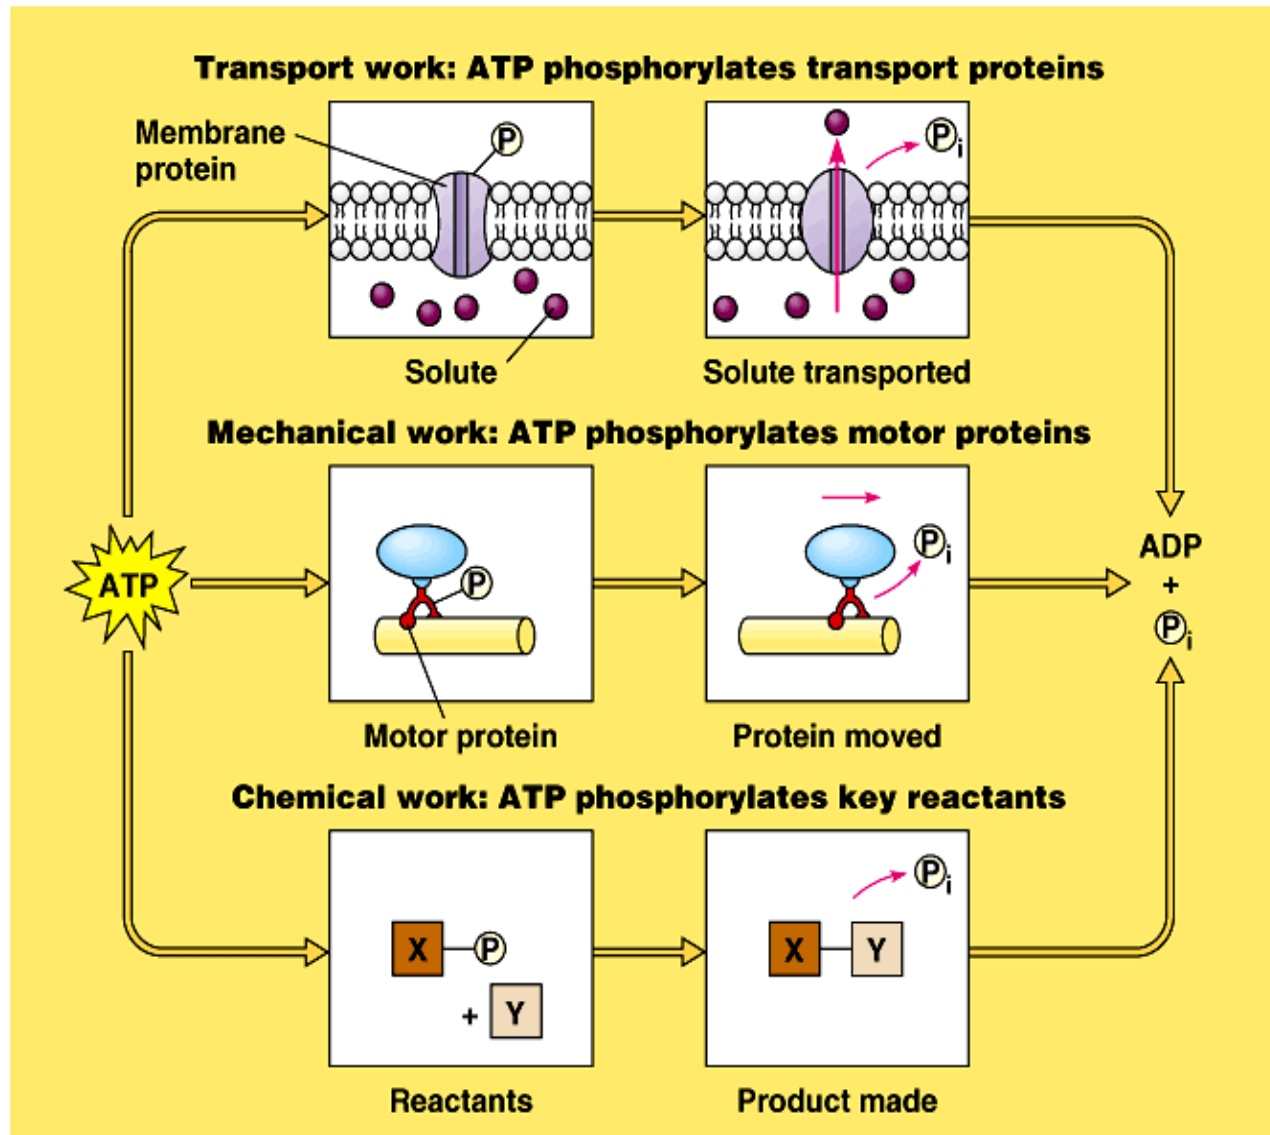 Transport work: ATP phosphorylates transport proteins
Membrane
protein
P
Pi
Solute
Solute transported
Mechanical work: ATP phosphorylates motor proteins
ATP
P
Pi
ADP
+
Pi
Motor protein
Protein moved
Chemical work: ATP phosphorylates key reactants
X
P
+
Y
X
Y
Pi
Reactants
Product made